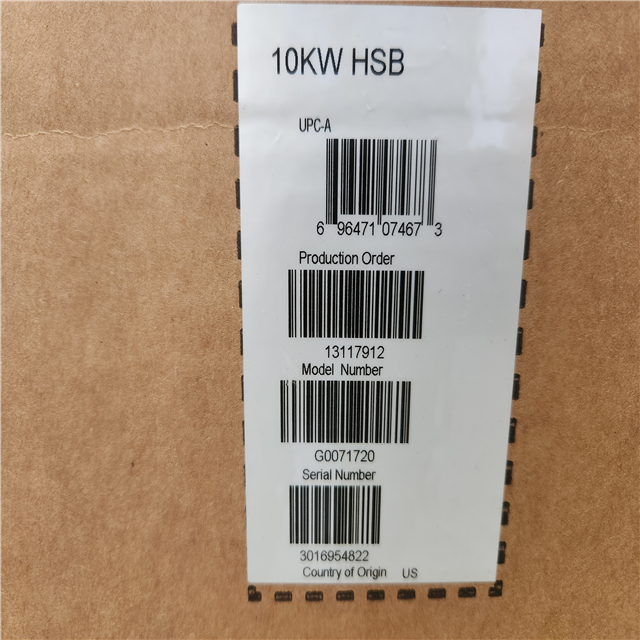 10KW HSB
UPC-A
6 96471 07467 3
Production Order
13117912
Model Number
G0071720
Serial Number
3016954822
Country of Origin US